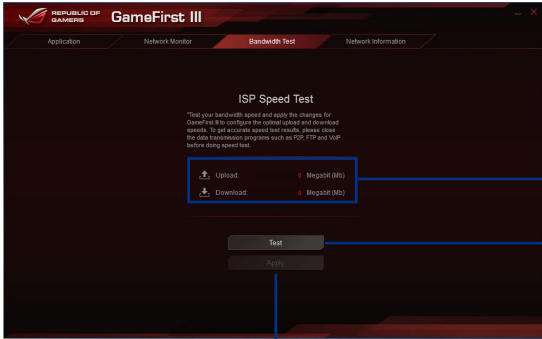 REPUBLIC OF
GAMERS
GameFirst III
Application
Network Monitor
Bandwidth Test
Network Information
ISP Speed Test
*Test your bandwidth speed and apply the changes for
GameFirst III to configure the optimal upload and download
speeds. To get accurate speed test results, please close
the data transmission programs such as P2P, FTP and VoIP
before doing speed test.
Upload: 0 Megabit (Mb)
Download: 0 Megabit (Mb)
Test
Apply